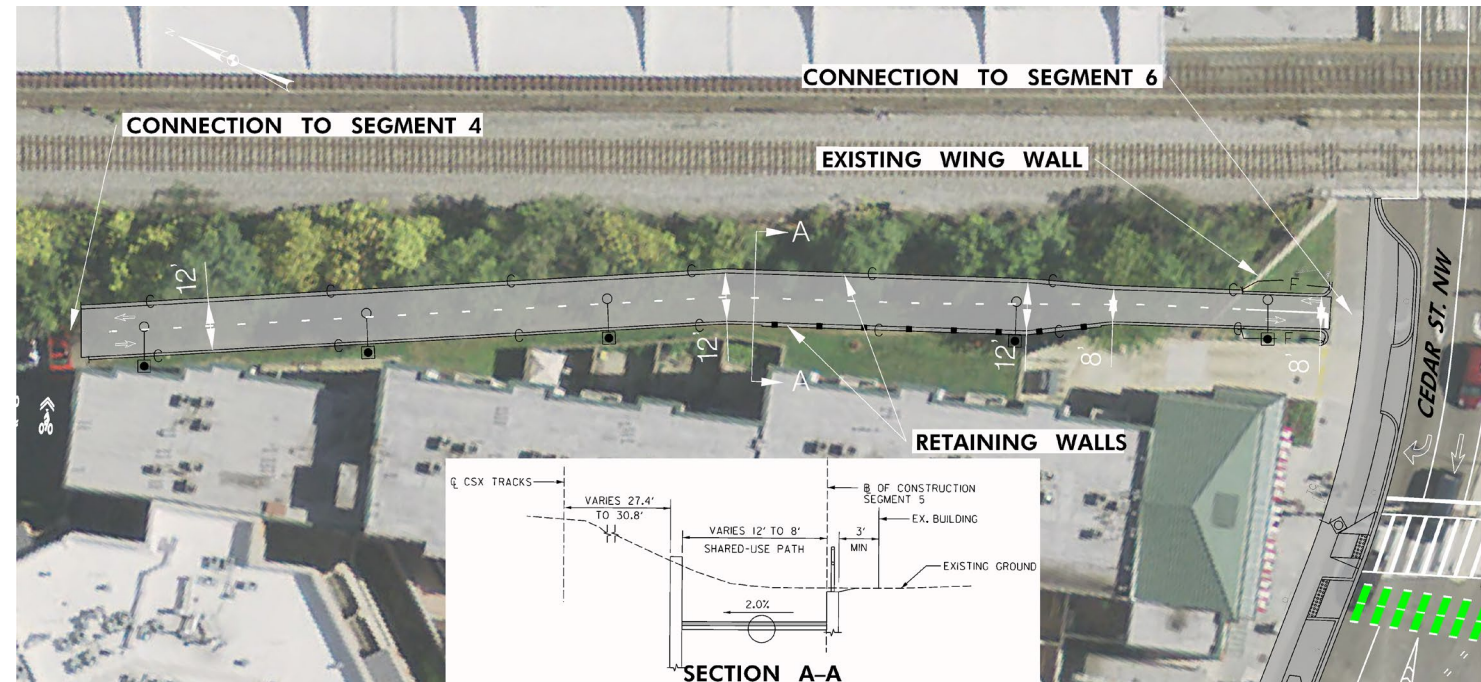 N
CONNECTION TO SEGMENT 6
CONNECTION TO SEGMENT 4
EXISTING WING WALL
A
12'
C
C
C
C
C
C
F
C
C
C
C
F
12'
12'
8'
8'
A
CEDAR ST. NW
RETAINING WALLS
℄ CSX TRACKS
VARIES 27.4'
TO 30.8'
VARIES 12' TO 8'
SHARED-USE PATH
3'
MIN
B OF CONSTRUCTION
SEGMENT 5
EX. BUILDING
EXISTING GROUND
2.0%
SECTION A–A